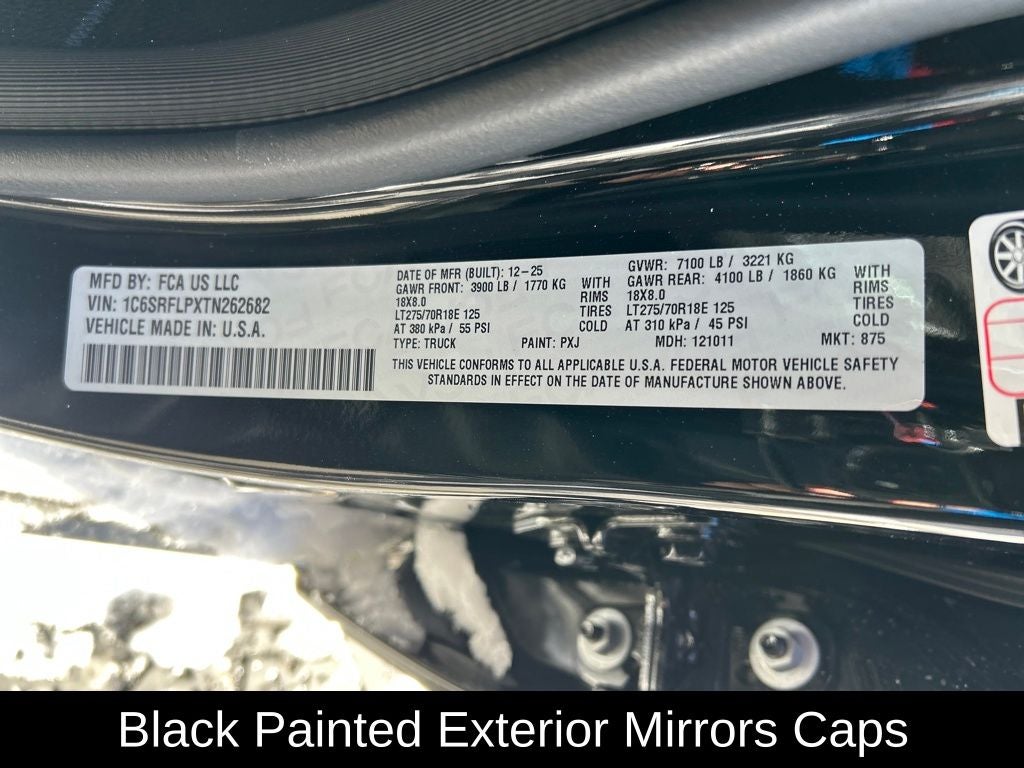 MFD BY: FCA US LLC
VIN: 1C6SRFLPXTN262682
VEHICLE MADE IN: U.S.A.
DATE OF MFR (BUILT): 12-25
GAWR FRONT: 3900 LB / 1770 KG WITH
18X8.0 RIMS
LT275/70R18E 125 TIRES
AT 380 kPa / 55 PSI COLD
TYPE: TRUCK PAINT: PXJ
GVWR: 7100 LB / 3221 KG
GAWR REAR: 4100 LB / 1860 KG WITH
18X8.0 RIMS
LT275/70R18E 125 TIRES
AT 310 kPa / 45 PSI COLD
MDH: 121011 MKT: 875
THIS VEHICLE CONFORMS TO ALL APPLICABLE U.S.A. FEDERAL MOTOR VEHICLE SAFETY
STANDARDS IN EFFECT ON THE DATE OF MANUFACTURE SHOWN ABOVE.
Black Painted Exterior Mirrors Caps